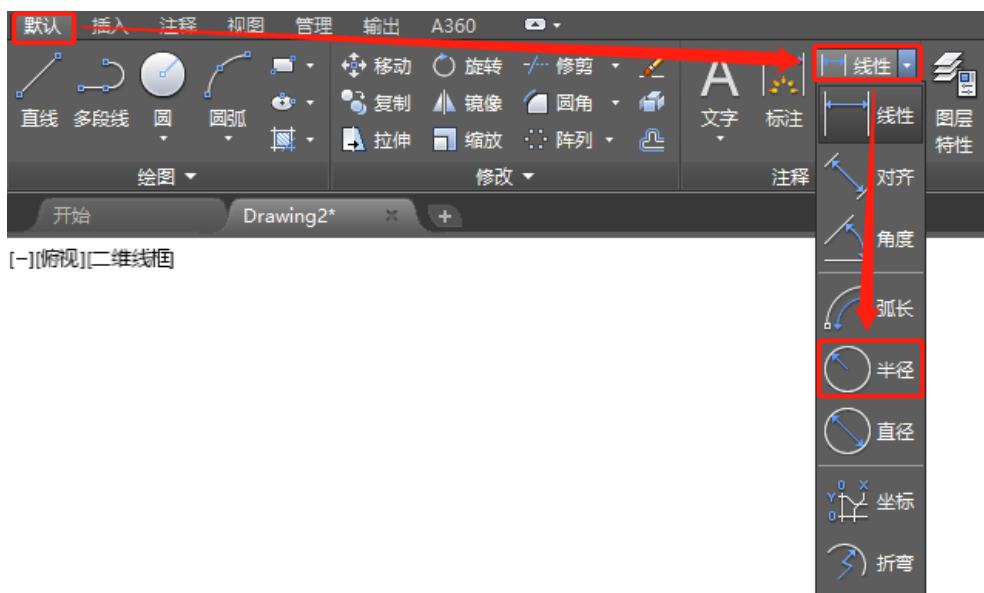 默认 插入 注释 视图 管理 输出 A360
移动 旋转 修剪 线性
复制 镜像 圆角
直线 多段线 圆 圆弧 文字 标注 线性 图层
特性
拉伸 缩放 阵列
绘图 修改 注释
对齐
开始 Drawing2*
角度
[-][俯视][二维线框]
弧长
半径
直径
坐标
折弯